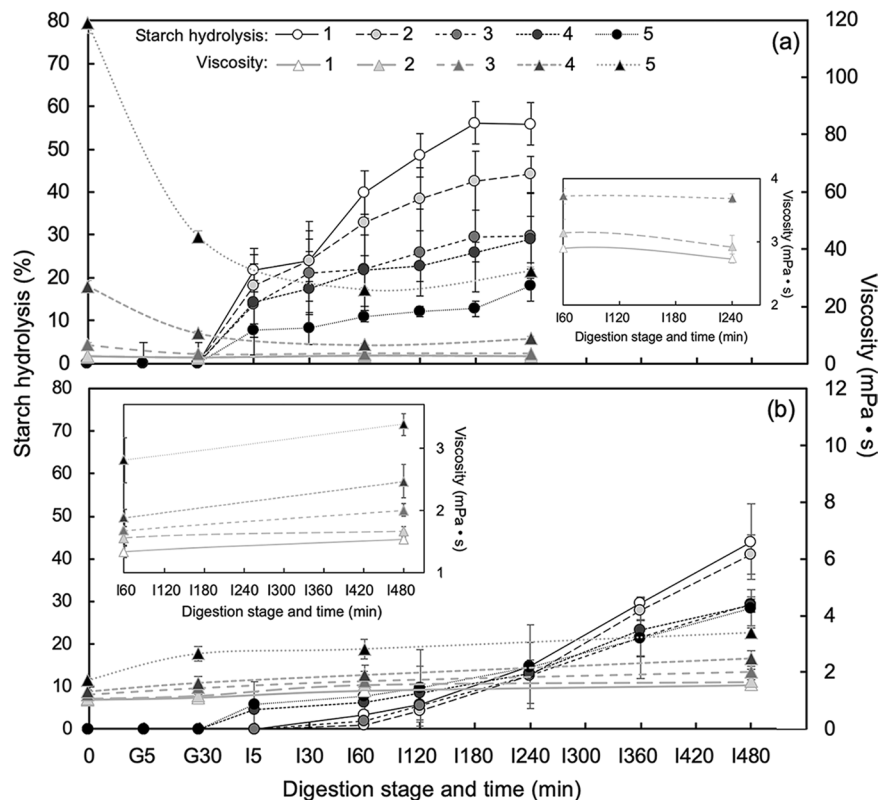 Starch hydrolysis: 1 2 3 4 5
Viscosity: 1 2 3 4 5
(a)
Starch hydrolysis (%)
80
70
60
50
40
30
20
10
0
Viscosity (mPa • s)
120
100
80
60
40
20
0
Viscosity (mPa • s)
4
3
2
I60 I120 I180 I240
Digestion stage and time (min)
(b)
80
70
60
50
40
30
20
10
0
12
10
8
6
4
2
0
Viscosity (mPa • s)
3
2
1
I60 I120 I180 I240 I300 I360 I420 I480
Digestion stage and time (min)
0 G5 G30 I5 I30 I60 I120 I180 I240 I300 I360 I420 I480
Digestion stage and time (min)